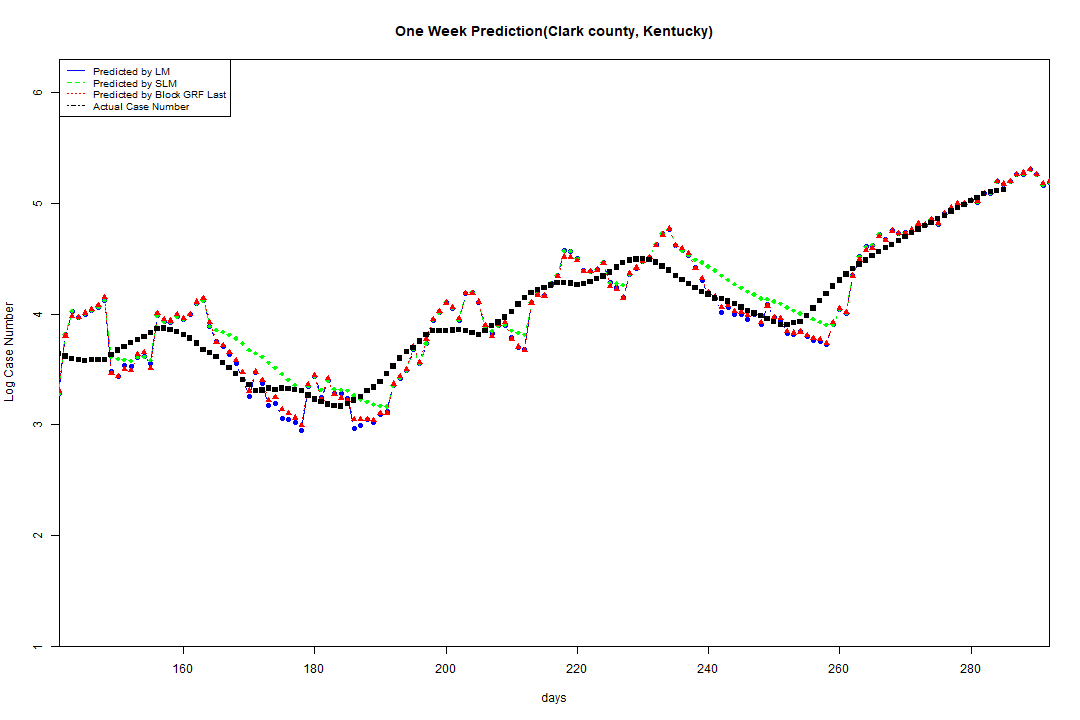 One Week Prediction(Clark county, Kentucky)
Predicted by LM
Predicted by SLM
Predicted by Block GRF Last
Actual Case Number
6
5
4
3
2
1
Log Case Number
160 180 200 220 240 260 280
days